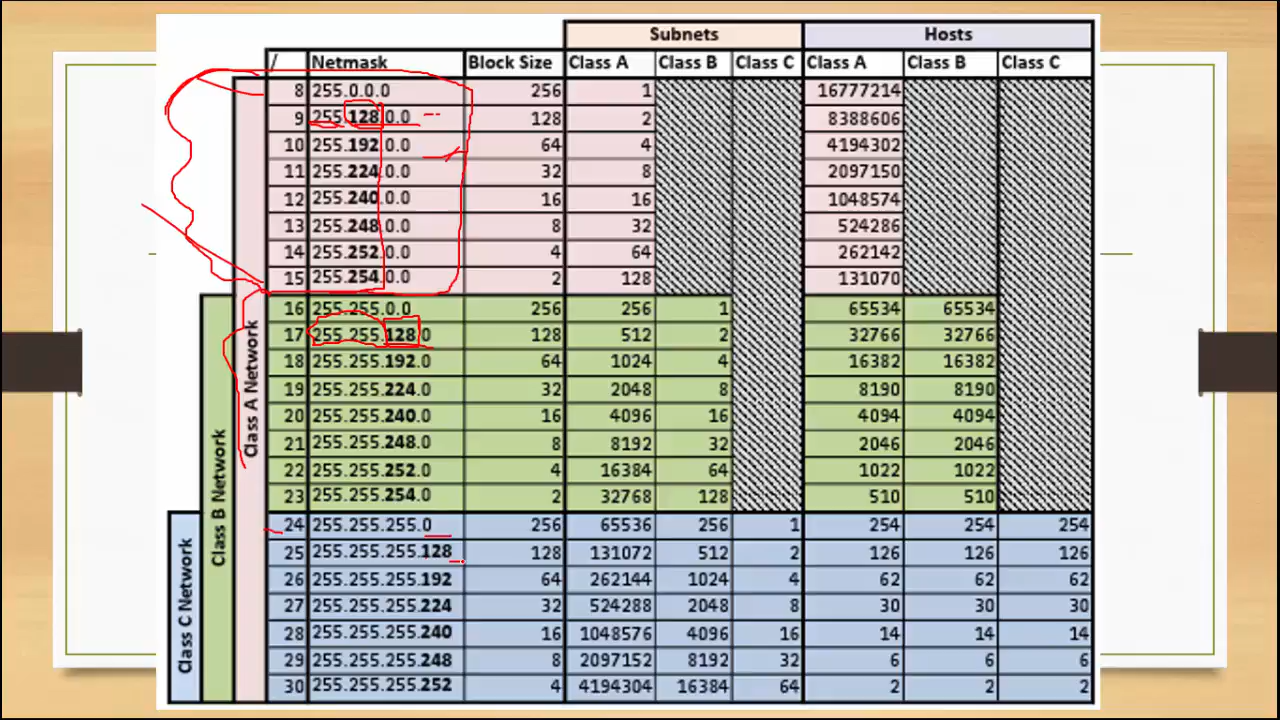 Subnets Hosts
/ Netmask Block Size Class A Class B Class C Class A Class B Class C
8 255.0.0.0 256 1 16777214
9 255.128.0.0 128 2 8388606
10 255.192.0.0 64 4 4194302
11 255.224.0.0 32 8 2097150
12 255.240.0.0 16 16 1048574
13 255.248.0.0 8 32 524286
14 255.252.0.0 4 64 262142
15 255.254.0.0 2 128 131070
16 255.255.0.0 256 256 1 65534 65534
17 255.255.128.0 128 512 2 32766 32766
18 255.255.192.0 64 1024 4 16382 16382
19 255.255.224.0 32 2048 8 8190 8190
20 255.255.240.0 16 4096 16 4094 4094
21 255.255.248.0 8 8192 32 2046 2046
22 255.255.252.0 4 16384 64 1022 1022
23 255.255.254.0 2 32768 128 510 510
24 255.255.255.0 256 65536 256 1 254 254 254
25 255.255.255.128 128 131072 512 2 126 126 126
26 255.255.255.192 64 262144 1024 4 62 62 62
27 255.255.255.224 32 524288 2048 8 30 30 30
28 255.255.255.240 16 1048576 4096 16 14 14 14
29 255.255.255.248 8 2097152 8192 32 6 6 6
30 255.255.255.252 4 4194304 16384 64 2 2 2
Class C Network
Class B Network
Class A Network